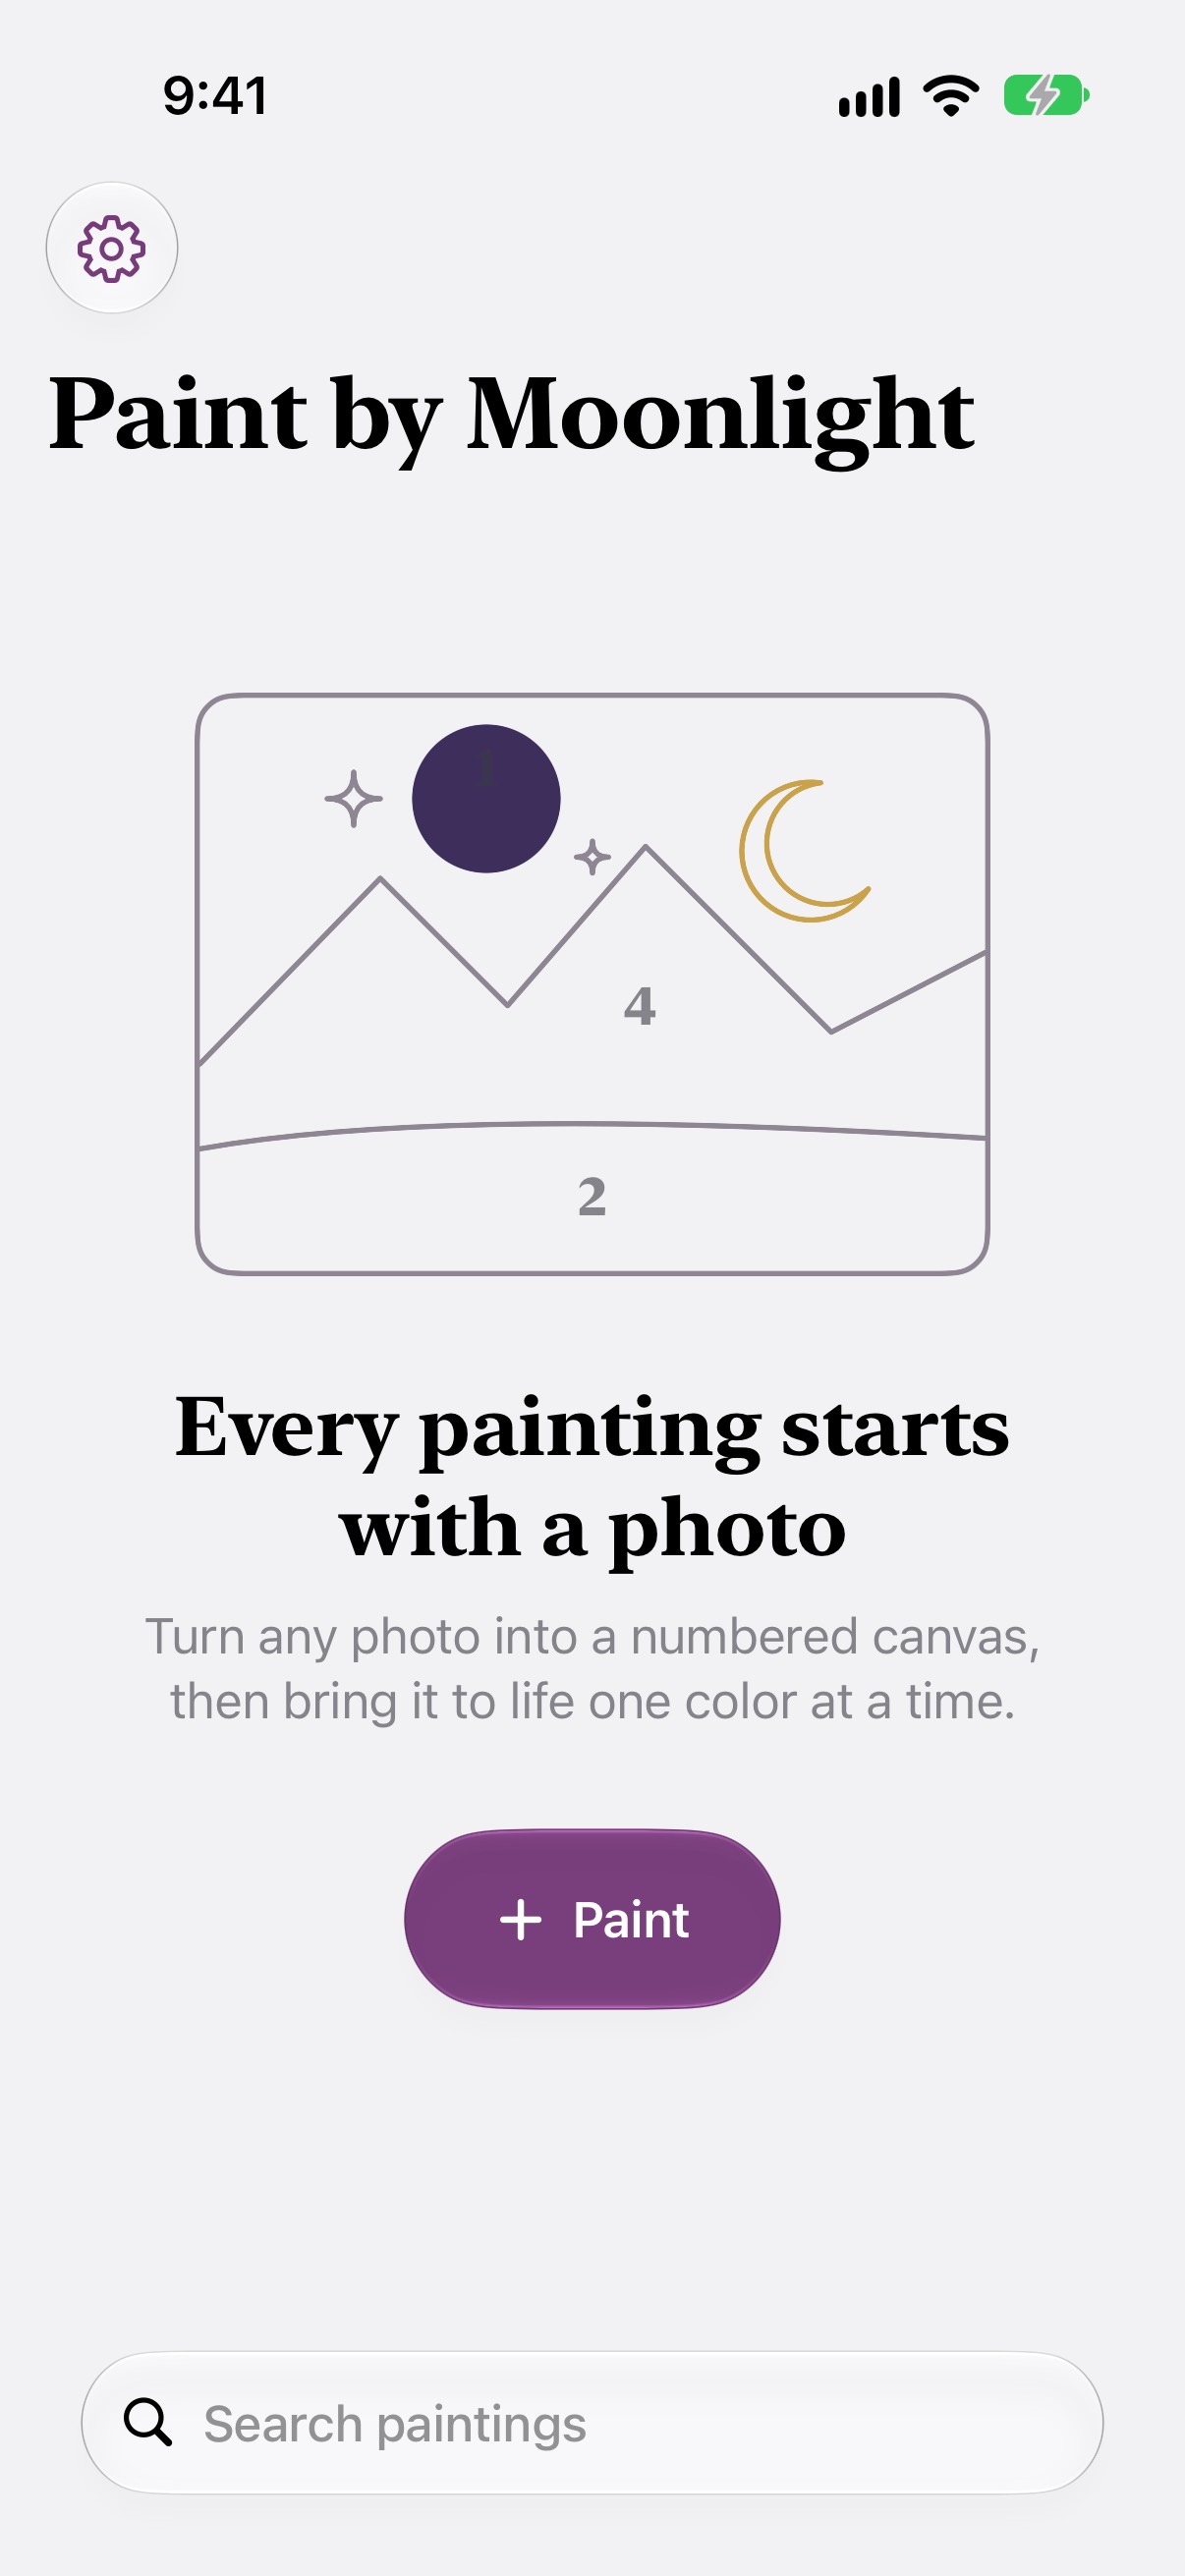 9:41
Paint by Moonlight
1
4
2
Every painting starts
with a photo
Turn any photo into a numbered canvas,
then bring it to life one color at a time.
+ Paint
Search paintings